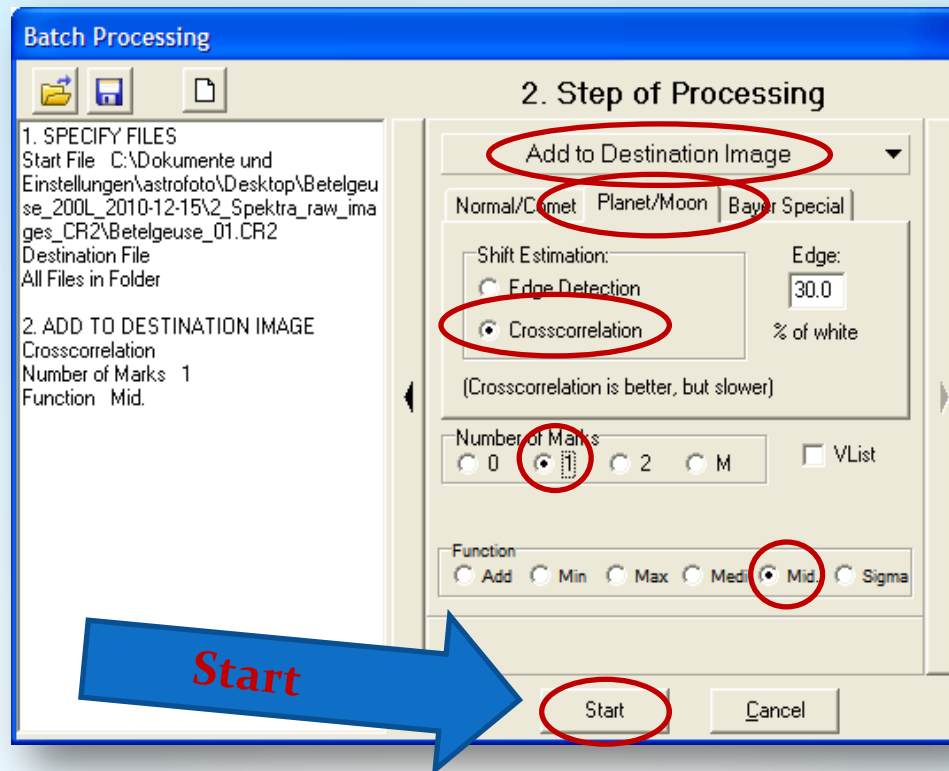 Batch Processing
2. Step of Processing
1. SPECIFY FILES
Start File C:\Dokumente und
Einstellungen\astrofoto\Desktop\Betelgeu
se_200L_2010-12-15\2_Spektra_raw_ima
ges_CR2\Betelgeuse_01.CR2
Destination File
All Files in Folder
2. ADD TO DESTINATION IMAGE
Crosscorrelation
Number of Marks 1
Function Mid.
Add to Destination Image
Normal/Comet Planet/Moon Bayer Special
Shift Estimation:
Edge Detection
Crosscorrelation
Edge:
30.0
% of white
(Crosscorrelation is better, but slower)
Number of Marks
0 1 2 M
VList
Function
Add Min Max Medi Mid. Sigma
Start
Start Cancel